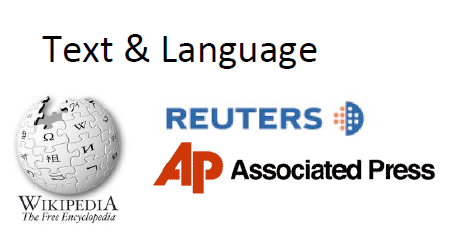 Text & Language
REUTERS
AP Associated Press
WIKIPEDIA
The Free Encyclopedia